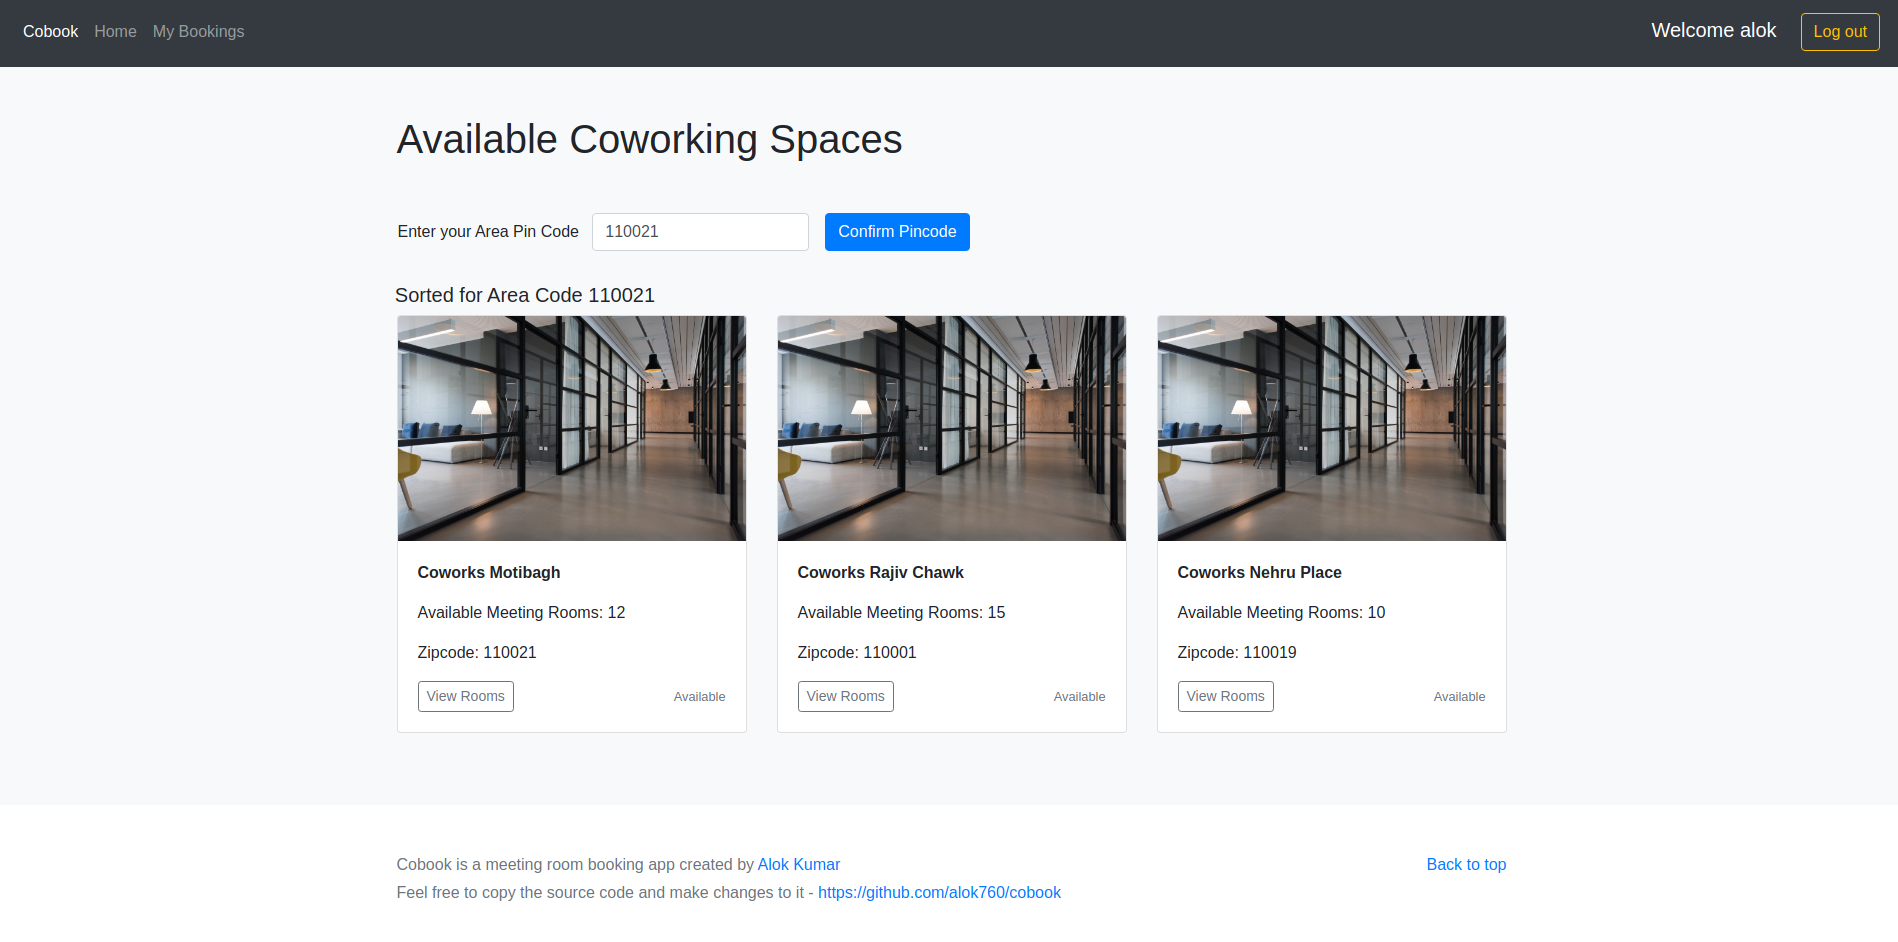 Cobook Home My Bookings Welcome alok Log out
Available Coworking Spaces
Enter your Area Pin Code 110021 Confirm Pincode
Sorted for Area Code 110021
Coworks Motibagh
Available Meeting Rooms: 12
Zipcode: 110021
View Rooms Available
Coworks Rajiv Chawk
Available Meeting Rooms: 15
Zipcode: 110001
View Rooms Available
Coworks Nehru Place
Available Meeting Rooms: 10
Zipcode: 110019
View Rooms Available
Cobook is a meeting room booking app created by Alok Kumar
Feel free to copy the source code and make changes to it - https://github.com/alok760/cobook
Back to top